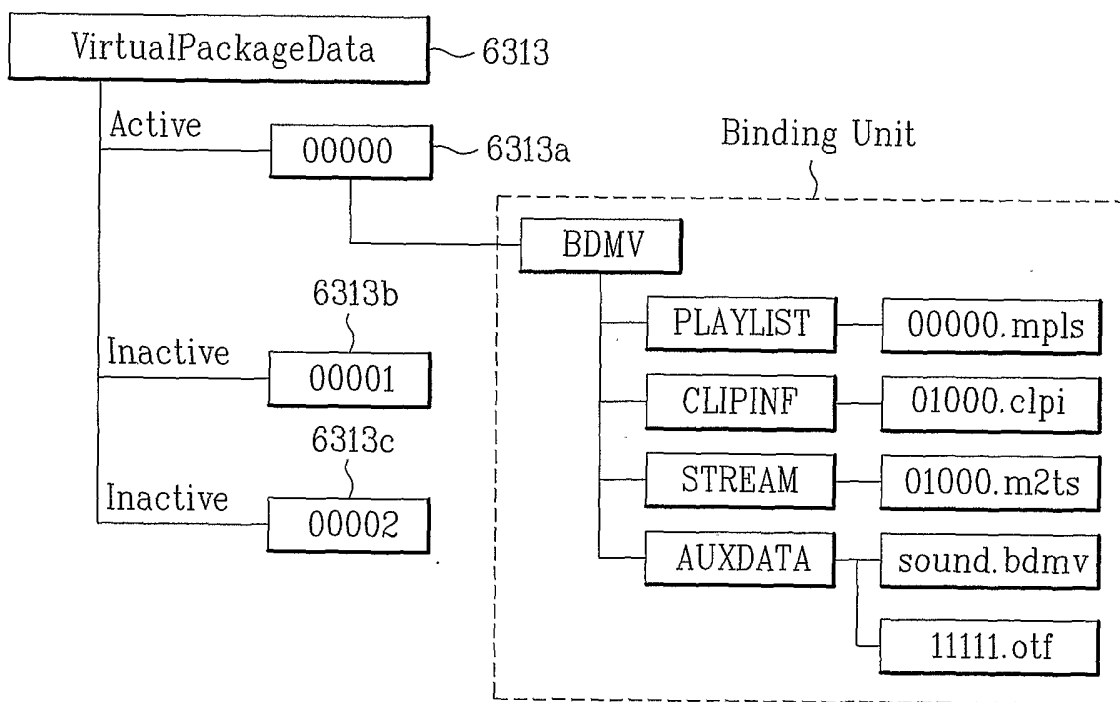 VirtualPackageData
6313
Active
00000
6313a
Binding Unit
BDMV
6313b
PLAYLIST
00000.mpls
Inactive
00001
CLIPINF
01000.clpi
6313c
STREAM
01000.m2ts
Inactive
00002
AUXDATA
sound.bdmv
11111.otf